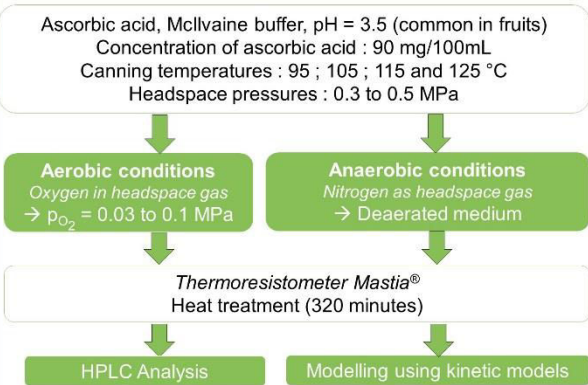 Ascorbic acid, McIlvaine buffer, pH = 3.5 (common in fruits)
Concentration of ascorbic acid : 90 mg/100mL
Canning temperatures : 95 ; 105 ; 115 and 125 °C
Headspace pressures : 0.3 to 0.5 MPa
Aerobic conditions
Oxygen in headspace gas
→ pO₂ = 0.03 to 0.1 MPa
Anaerobic conditions
Nitrogen as headspace gas
→ Deaerated medium
Thermoresistometer Mastia®
Heat treatment (320 minutes)
HPLC Analysis
Modelling using kinetic models